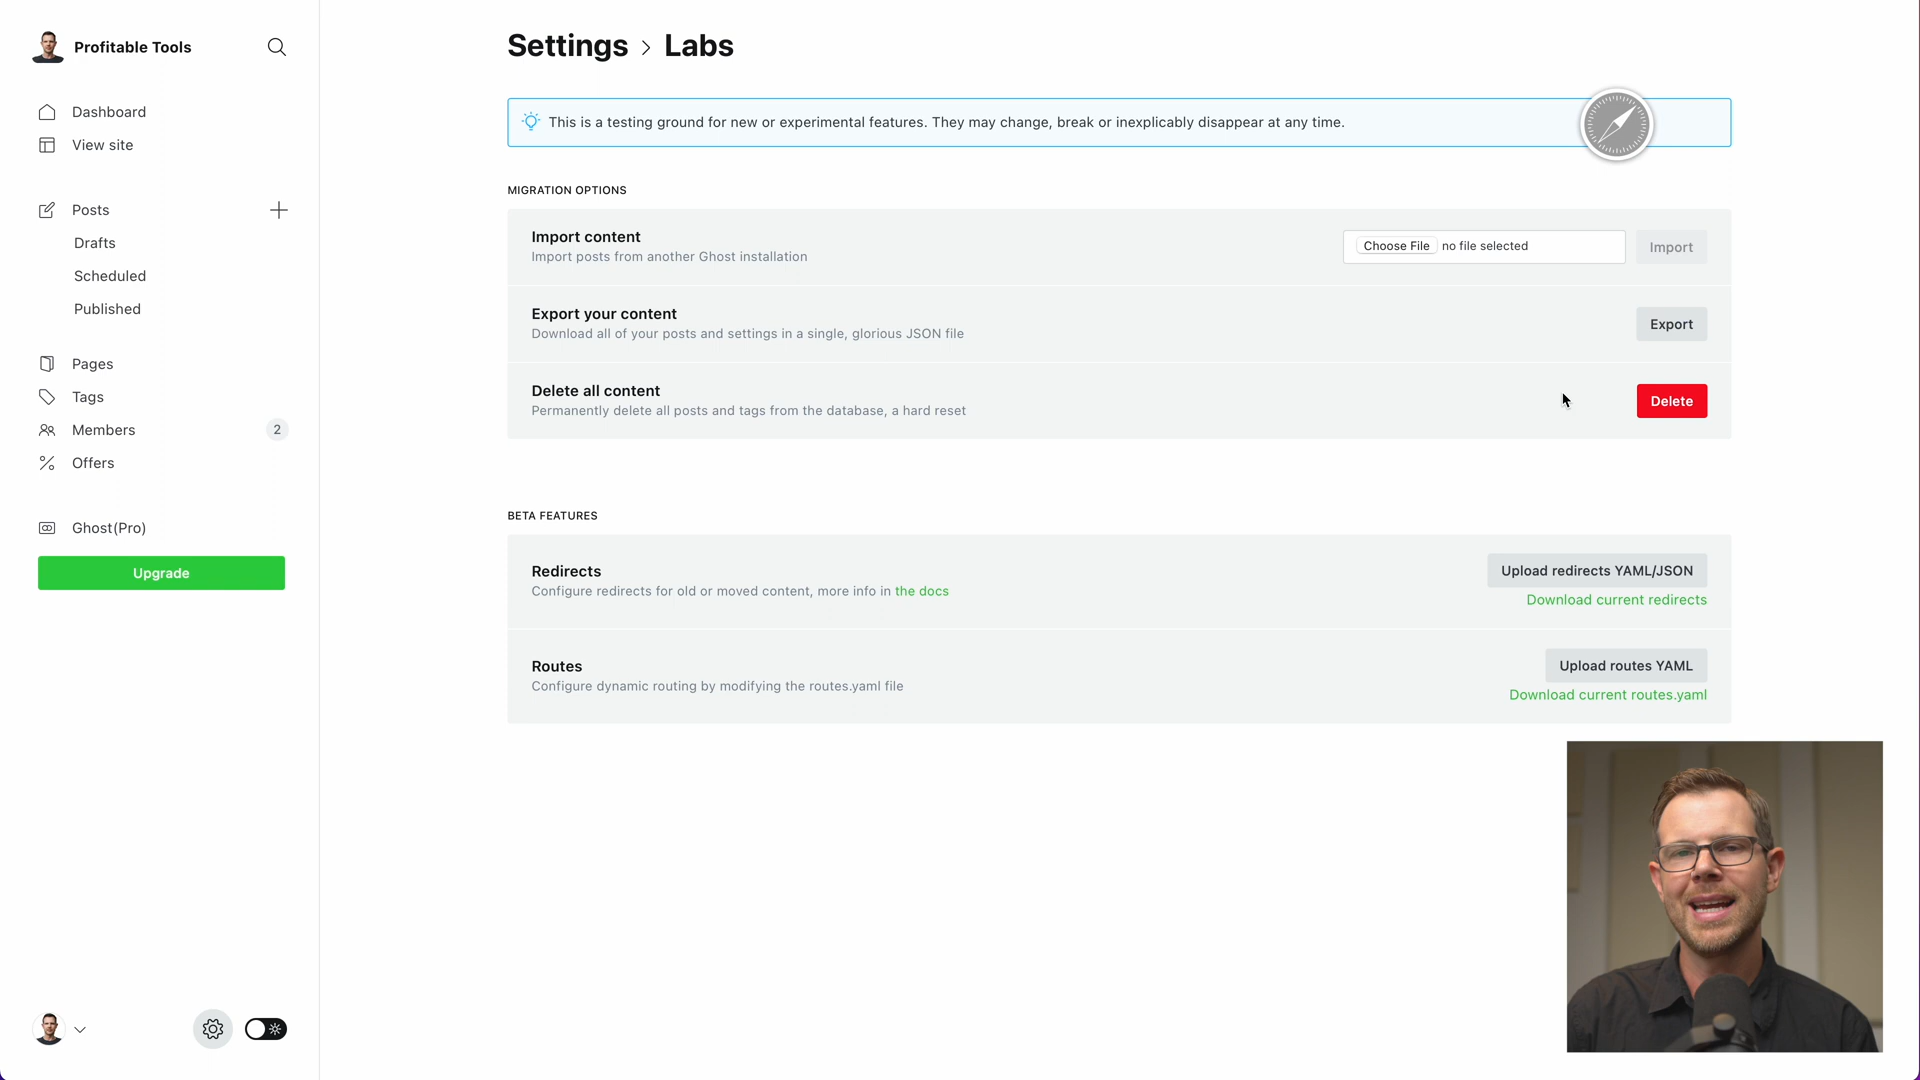 Profitable Tools
Dashboard
View site
Posts
Drafts
Scheduled
Published
Pages
Tags
Members
2
Offers
Ghost(Pro)
Upgrade
Settings > Labs
This is a testing ground for new or experimental features. They may change, break or inexplicably disappear at any time.
MIGRATION OPTIONS
Import content
Import posts from another Ghost installation
Choose File no file selected
Import
Export your content
Download all of your posts and settings in a single, glorious JSON file
Export
Delete all content
Permanently delete all posts and tags from the database, a hard reset
Delete
BETA FEATURES
Redirects
Configure redirects for old or moved content, more info in the docs
Upload redirects YAML/JSON
Download current redirects
Routes
Configure dynamic routing by modifying the routes.yaml file
Upload routes YAML
Download current routes.yaml